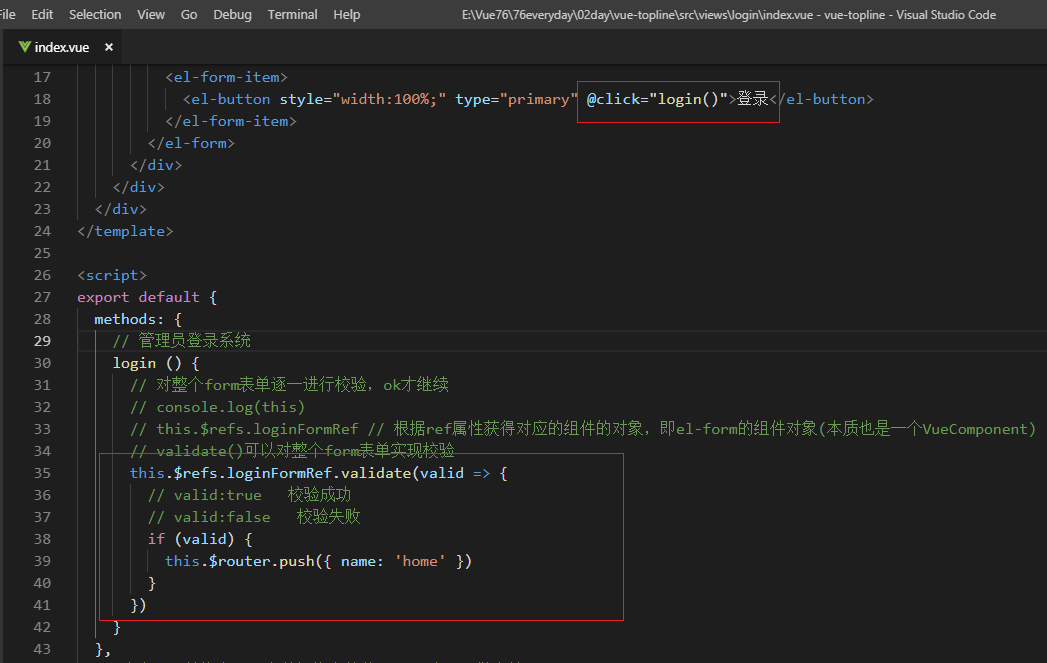 ile Edit Selection View Go Debug Terminal Help E:\Vue76\76everyday\02day\vue-topline\src\views\login\index.vue - vue-topline - Visual Studio Code
index.vue ×
17 <el-form-item>
18 <el-button style="width:100%;" type="primary" @click="login()">登录</el-button>
19 </el-form-item>
20 </el-form>
21 </div>
22 </div>
23 </div>
24 </template>
25
26 <script>
27 export default {
28 methods: {
29 // 管理员登录系统
30 login () {
31 // 对整个form表单逐一进行校验，ok才继续
32 // console.log(this)
33 // this.$refs.loginFormRef // 根据ref属性获得对应的组件的对象，即el-form的组件对象(本质也是一个VueComponent)
34 // validate()可以对整个form表单实现校验
35 this.$refs.loginFormRef.validate(valid => {
36 // valid:true 校验成功
37 // valid:false 校验失败
38 if (valid) {
39 this.$router.push({ name: 'home' })
40 }
41 })
42 }
43 },